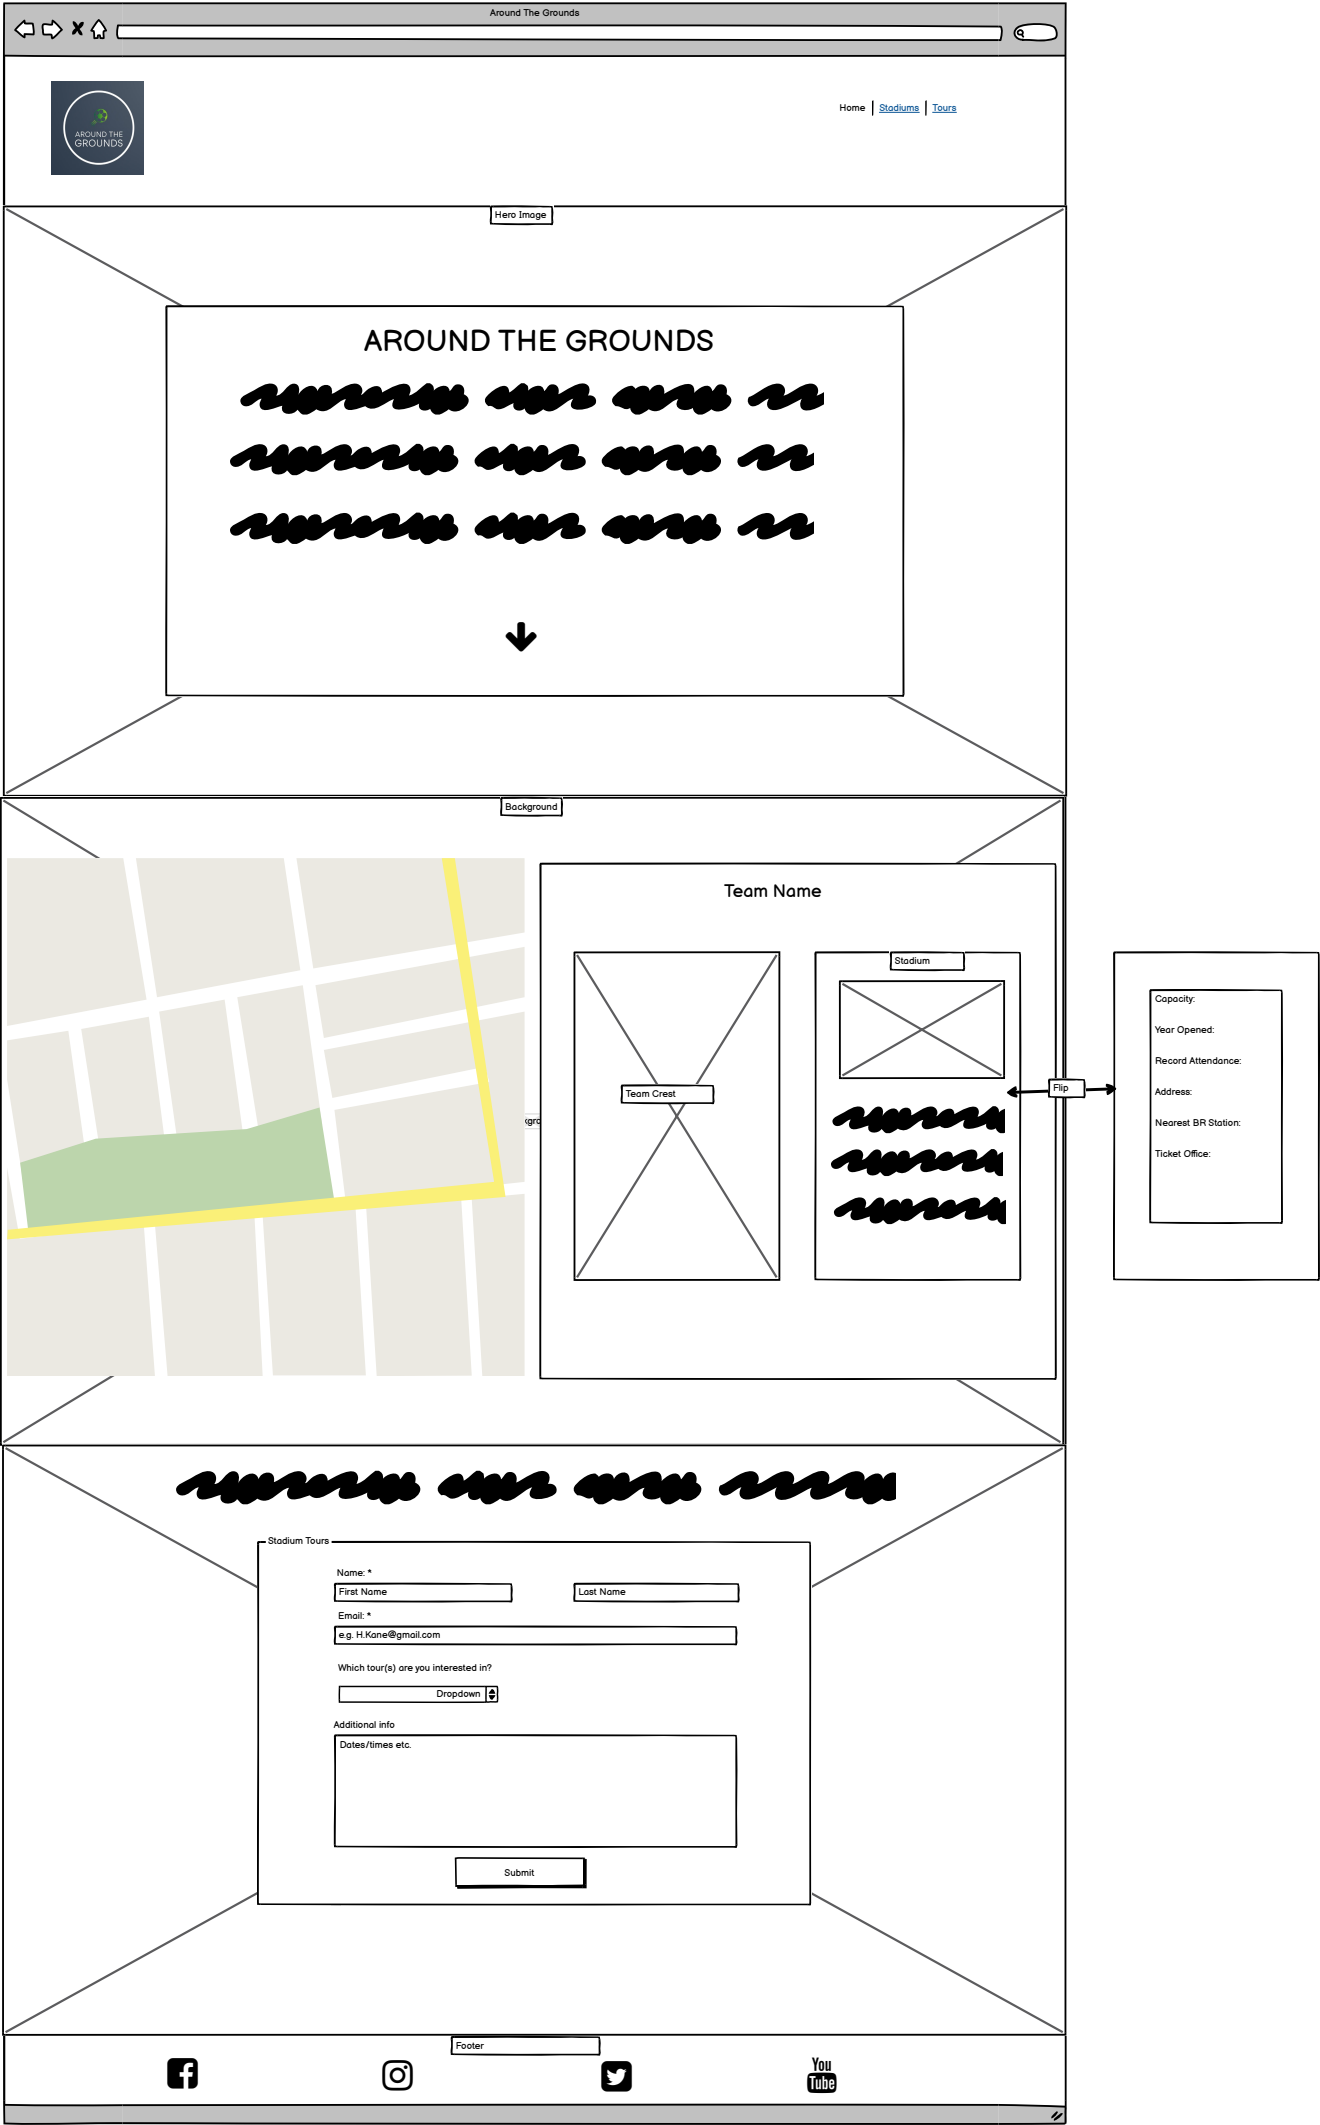 Around The Grounds
AROUND THE
GROUNDS
Home
Stadiums
Tours
Hero Image
AROUND THE GROUNDS
Background
Team Name
Stadium
Team Crest
Flip
Capacity:
Year Opened:
Record Attendance:
Address:
Nearest BR Station:
Ticket Office:
Stadium Tours
Name: *
First Name
Last Name
Email: *
e.g. H.Kane@gmail.com
Which tour(s) are you interested in?
Dropdown
Additional info
Dates/times etc.
Submit
Footer
You
Tube